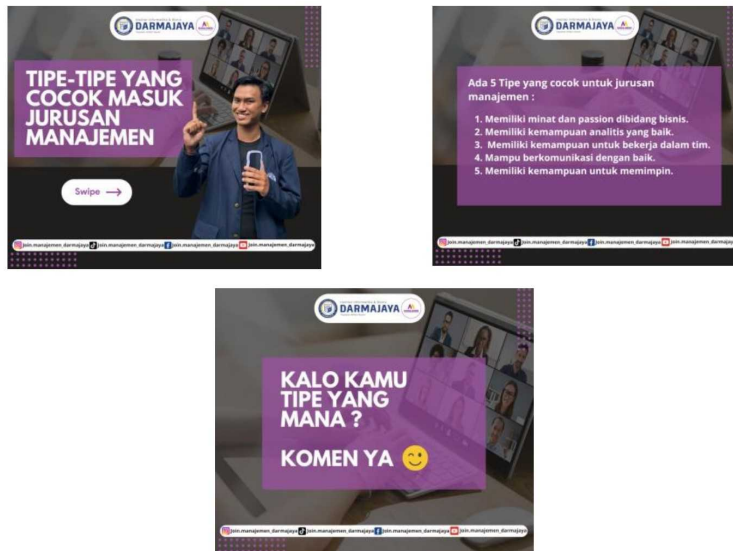 DARMAJAYA
TIPE-TIPE YANG
COCOK MASUK
JURUSAN
MANAJEMEN
Swipe
join.manajemen_darmajaya join.manajemen_darmajaya join.manajemen_darmajaya join.manajemen_darmajaya
DARMAJAYA
Ada 5 Tipe yang cocok untuk jurusan
manajemen :
1. Memiliki minat dan passion dibidang bisnis.
2. Memiliki kemampuan analitis yang baik.
3. Memiliki kemampuan untuk bekerja dalam tim.
4. Mampu berkomunikasi dengan baik.
5. Memiliki kemampuan untuk memimpin.
join.manajemen_darmajaya join.manajemen_darmajaya join.manajemen_darmajaya join.manajemen_darmajay
DARMAJAYA
KALO KAMU
TIPE YANG
MANA ?
KOMEN YA 😉
join.manajemen_darmajaya join.manajemen_darmajaya join.manajemen_darmajaya join.manajemen_darmajaya